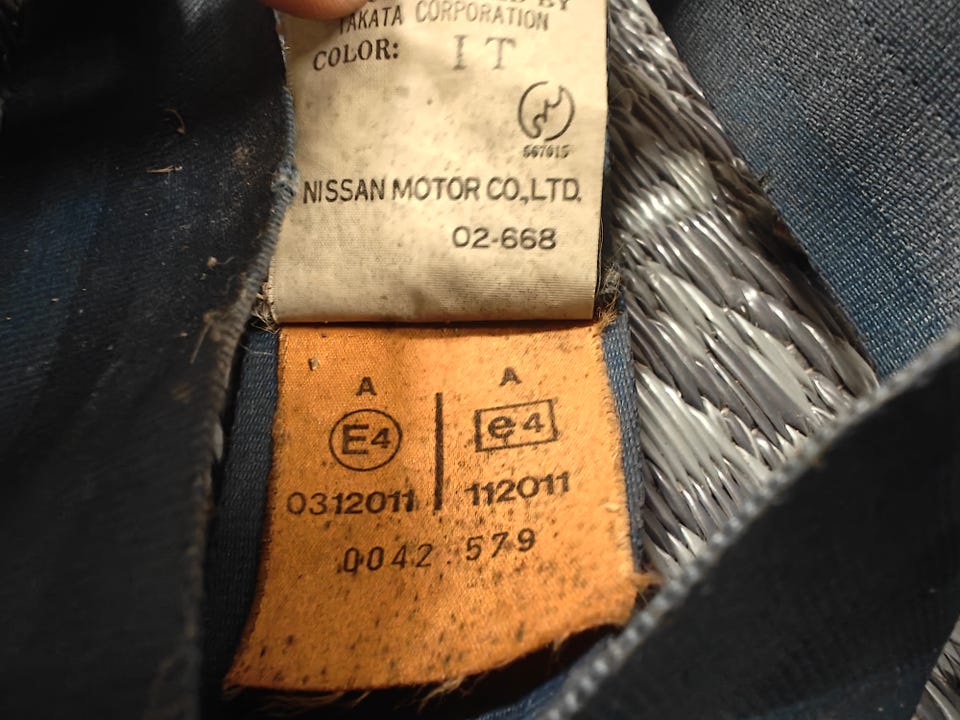 TAKATA CORPORATION
COLOR: IT
NISSAN MOTOR CO.,LTD.
02-668
A A
E4 e4
0312011 112011
0042 579